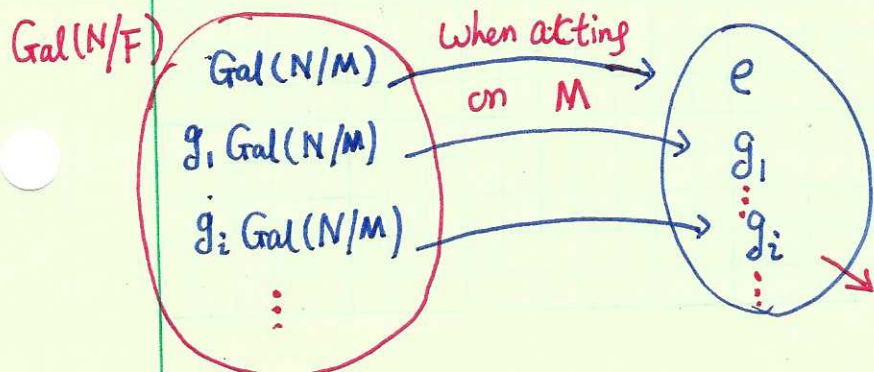 Gal(N/F)
Gal(N/M) when acting on M e
g₁ Gal(N/M) g₁
⋮
gᵢ Gal(N/M) gᵢ
⋮ ⋮